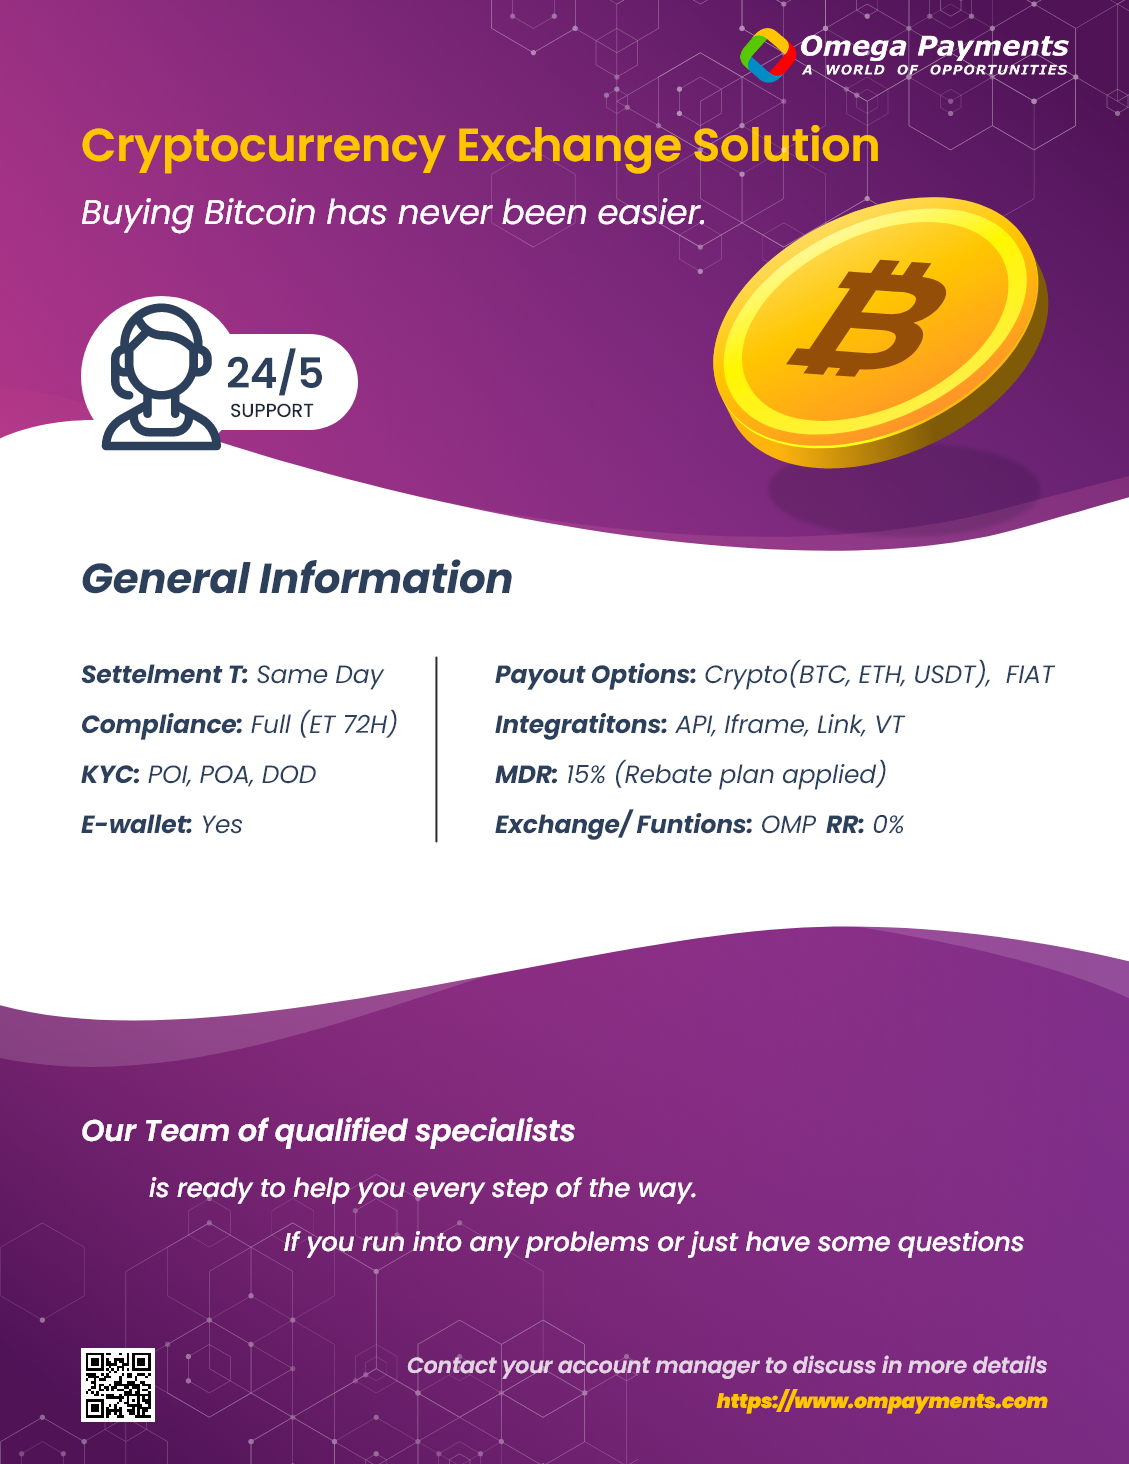 Omega Payments
A WORLD OF OPPORTUNITIES
Cryptocurrency Exchange Solution
Buying Bitcoin has never been easier.
24/5
SUPPORT
General Information
Settelment T: Same Day
Compliance: Full (ET 72H)
KYC: POI, POA, DOD
E-wallet: Yes
Payout Options: Crypto(BTC, ETH, USDT), FIAT
Integratitons: API, Iframe, Link, VT
MDR: 15% (Rebate plan applied)
Exchange/ Funtions: OMP RR: 0%
Our Team of qualified specialists
is ready to help you every step of the way.
If you run into any problems or just have some questions
Contact your account manager to discuss in more details
https://www.ompayments.com